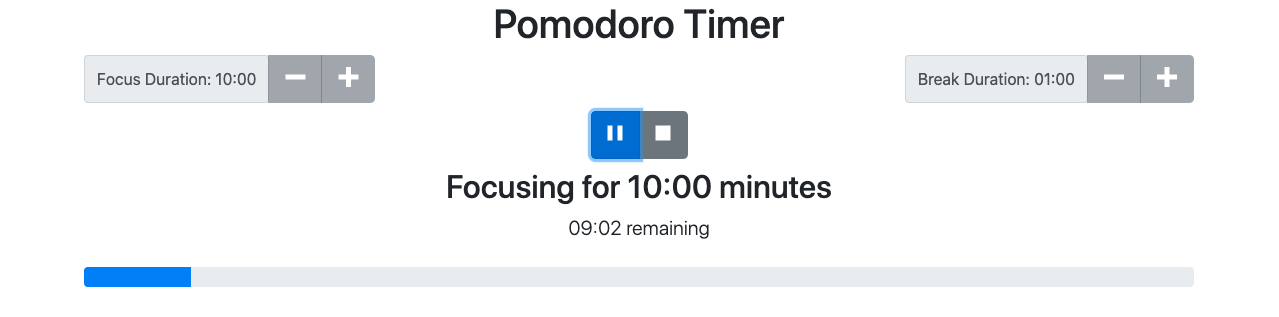 Pomodoro Timer
Focus Duration: 10:00
Break Duration: 01:00
Focusing for 10:00 minutes
09:02 remaining